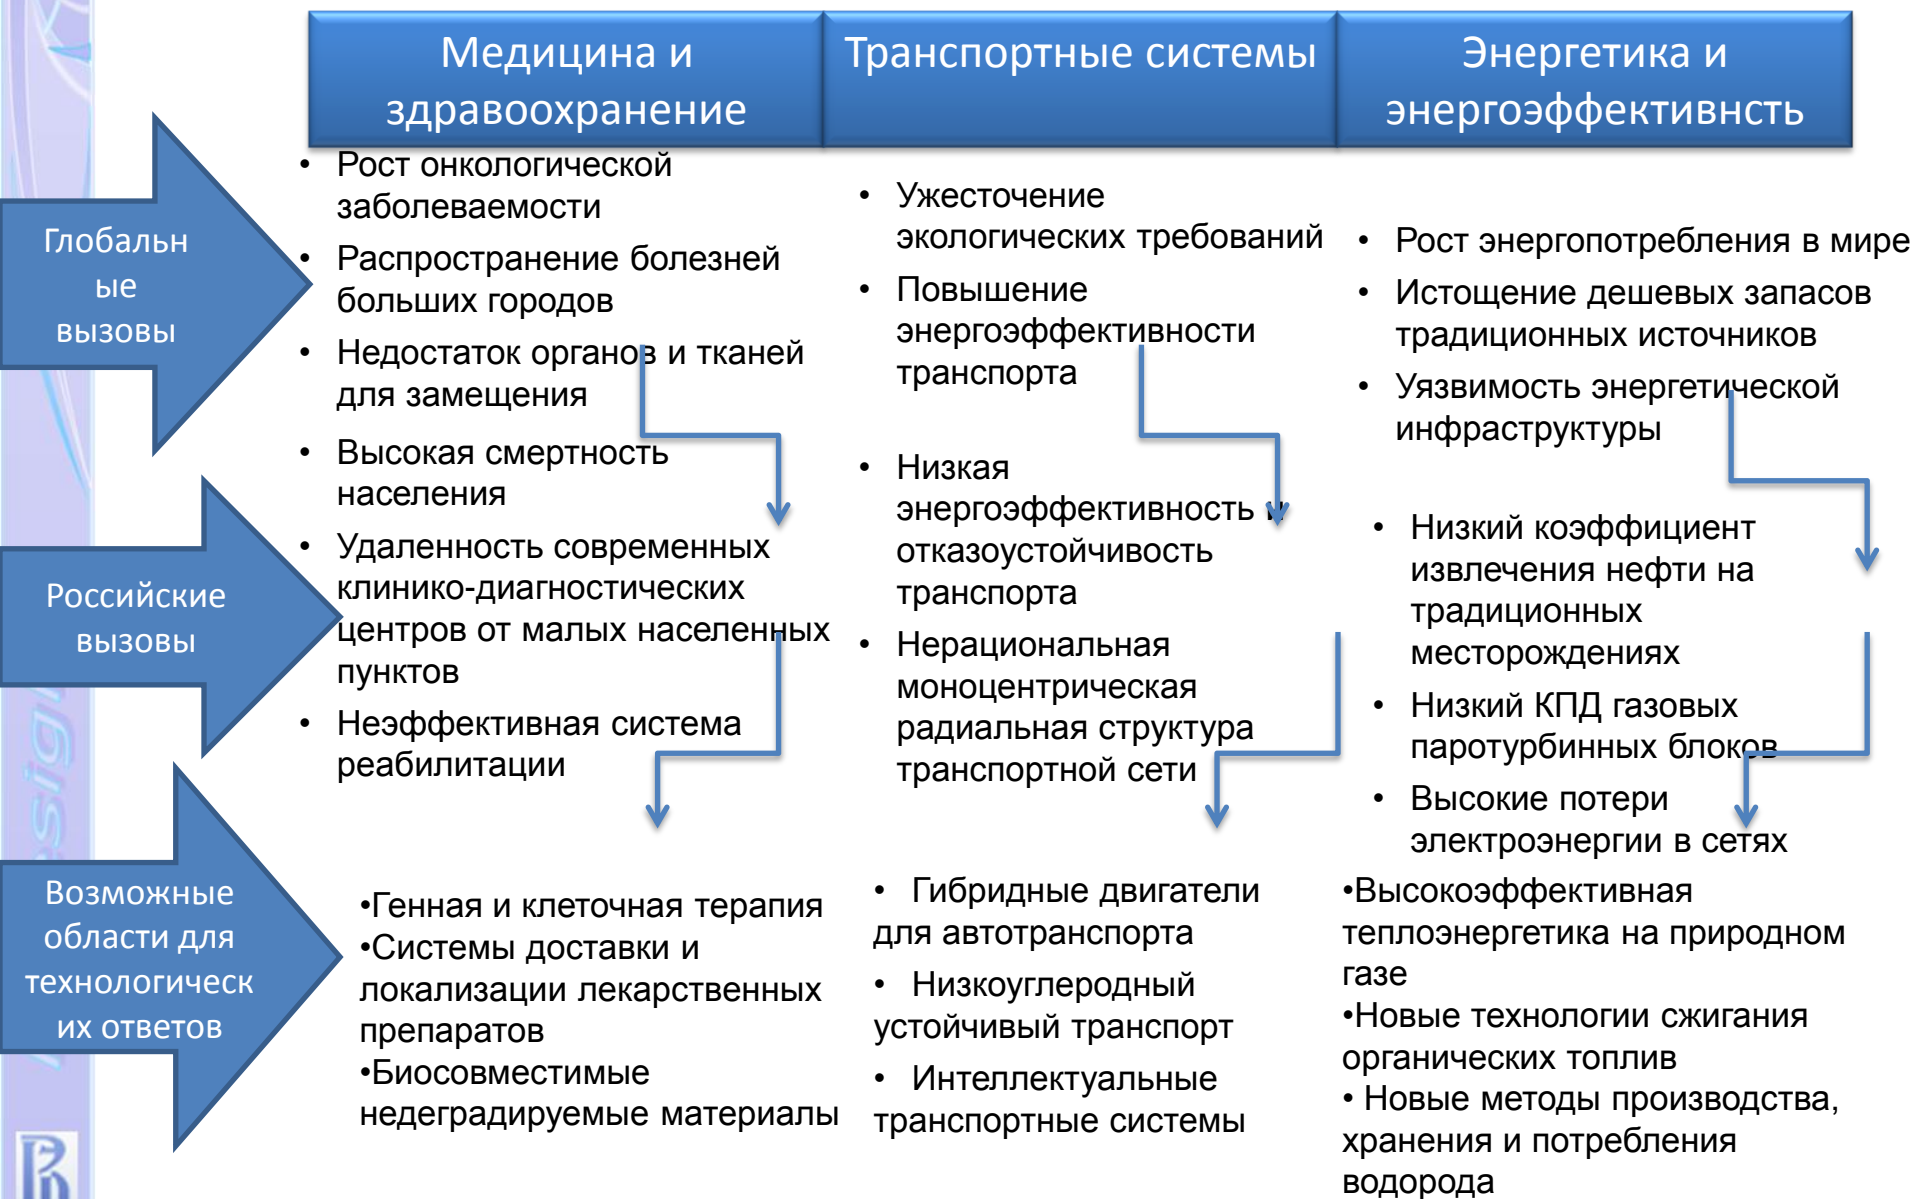 Медицина и
здравоохранение
Транспортные системы
Энергетика и
энергоэффективнсть
Глобальн
ые
вызовы
• Рост онкологической
заболеваемости
• Распространение болезней
больших городов
• Недостаток органов и тканей
для замещения
• Ужесточение
экологических требований
• Повышение
энергоэффективности
транспорта
• Рост энергопотребления в мире
• Истощение дешевых запасов
традиционных источников
• Уязвимость энергетической
инфраструктуры
Российские
вызовы
• Высокая смертность
населения
• Удаленность современных
клинико-диагностических
центров от малых населенных
пунктов
• Неэффективная система
реабилитации
• Низкая
энергоэффективность и
отказоустойчивость
транспорта
• Нерациональная
моноцентрическая
радиальная структура
транспортной сети
• Низкий коэффициент
извлечения нефти на
традиционных
месторождениях
• Низкий КПД газовых
паротурбинных блоков
• Высокие потери
электроэнергии в сетях
Возможные
области для
технологическ
их ответов
•Генная и клеточная терапия
•Системы доставки и
локализации лекарственных
препаратов
•Биосовместимые
недеградируемые материалы
• Гибридные двигатели
для автотранспорта
• Низкоуглеродный
устойчивый транспорт
• Интеллектуальные
транспортные системы
•Высокоэффективная
теплоэнергетика на природном
газе
•Новые технологии сжигания
органических топлив
• Новые методы производства,
хранения и потребления
водорода